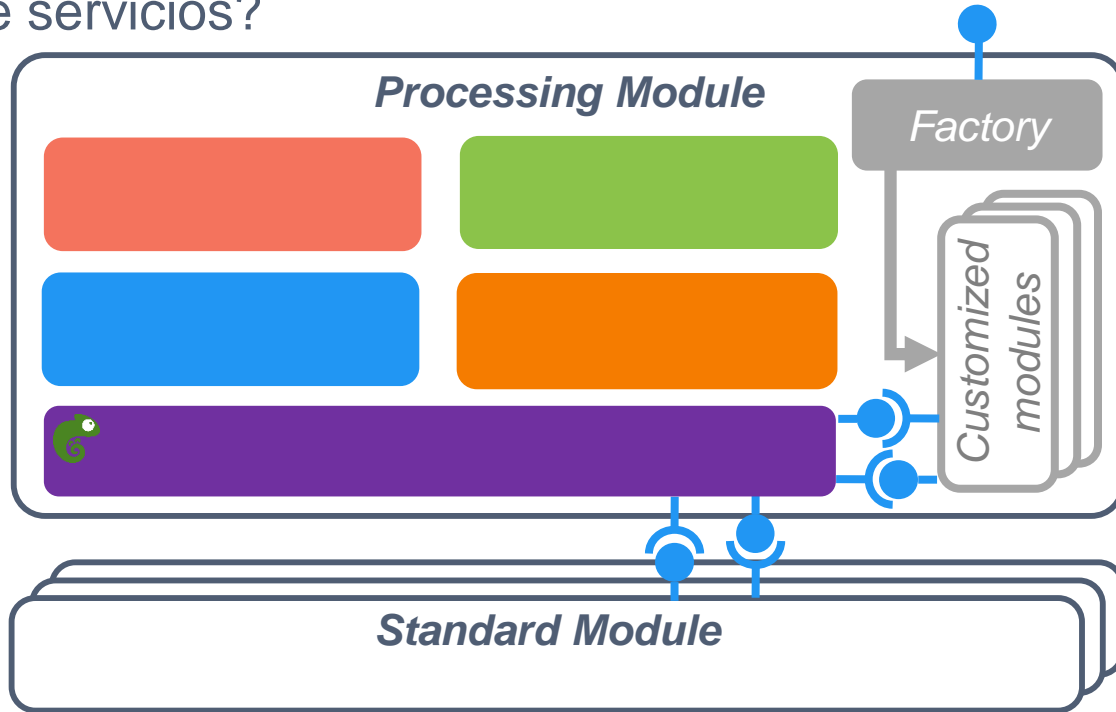 e servicios?
Processing Module
Factory
Customized
modules
Standard Module